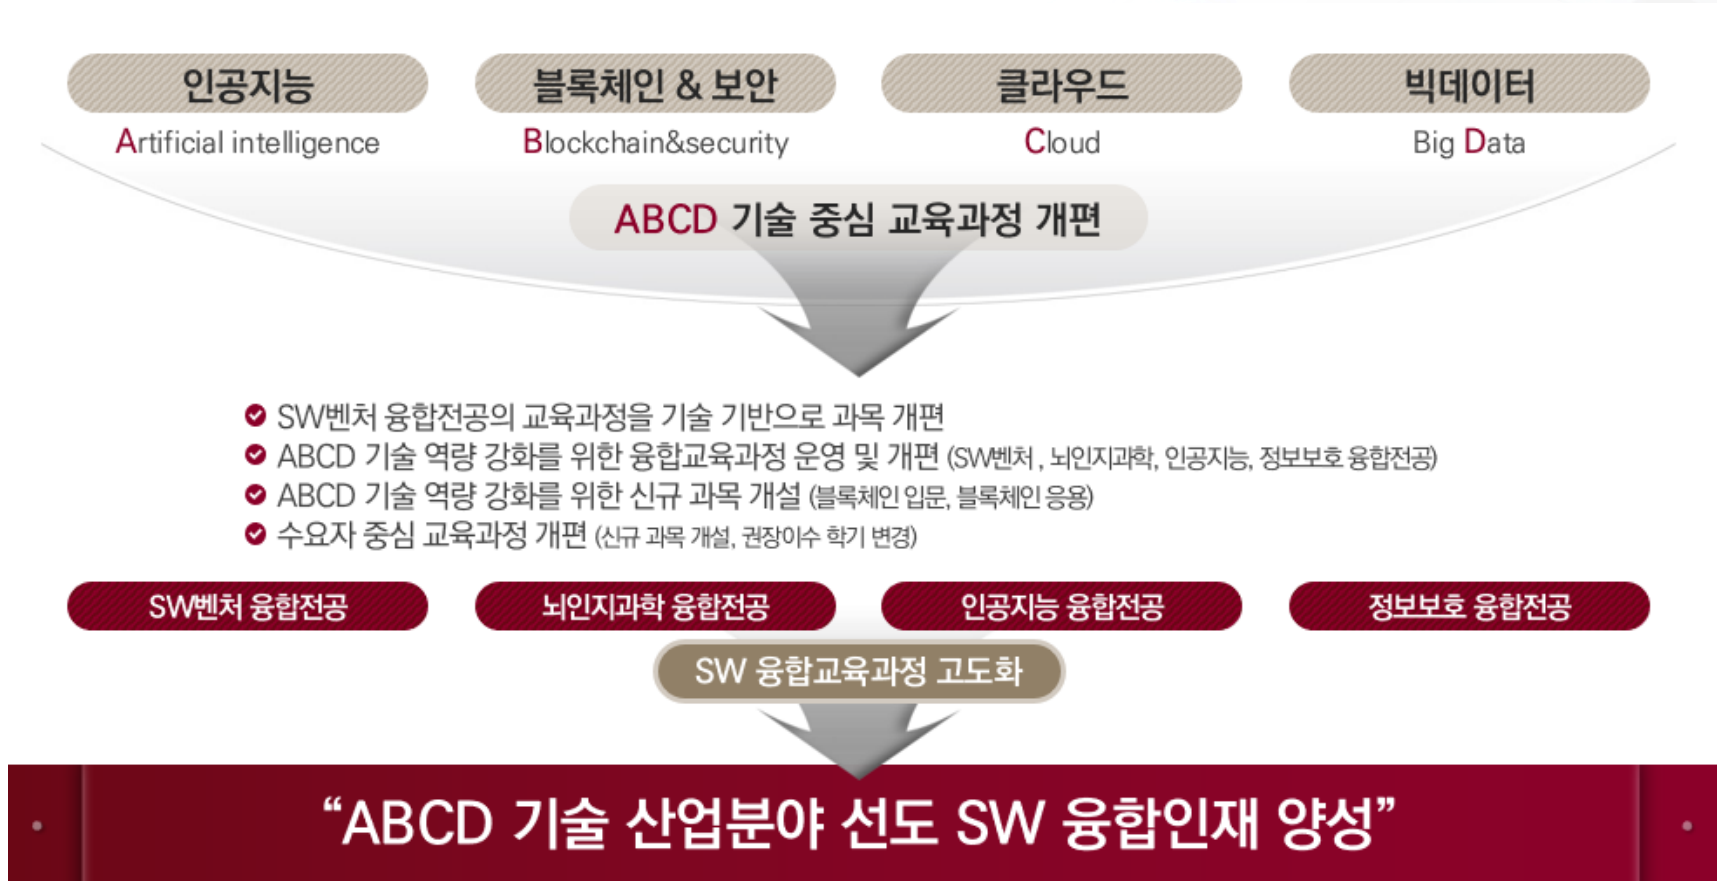 인공지능
블록체인 & 보안
클라우드
빅데이터
Artificial intelligence
Blockchain&security
Cloud
Big Data
ABCD 기술 중심 교육과정 개편
SW벤처 융합전공의 교육과정을 기술 기반으로 과목 개편
ABCD 기술 역량 강화를 위한 융합교육과정 운영 및 개편 (SW벤처 , 뇌인지과학, 인공지능, 정보보호 융합전공)
ABCD 기술 역량 강화를 위한 신규 과목 개설 (블록체인 입문, 블록체인 응용)
수요자 중심 교육과정 개편 (신규 과목 개설, 권장이수 학기 변경)
SW벤처 융합전공
뇌인지과학 융합전공
인공지능 융합전공
정보보호 융합전공
SW 융합교육과정 고도화
“ABCD 기술 산업분야 선도 SW 융합인재 양성”